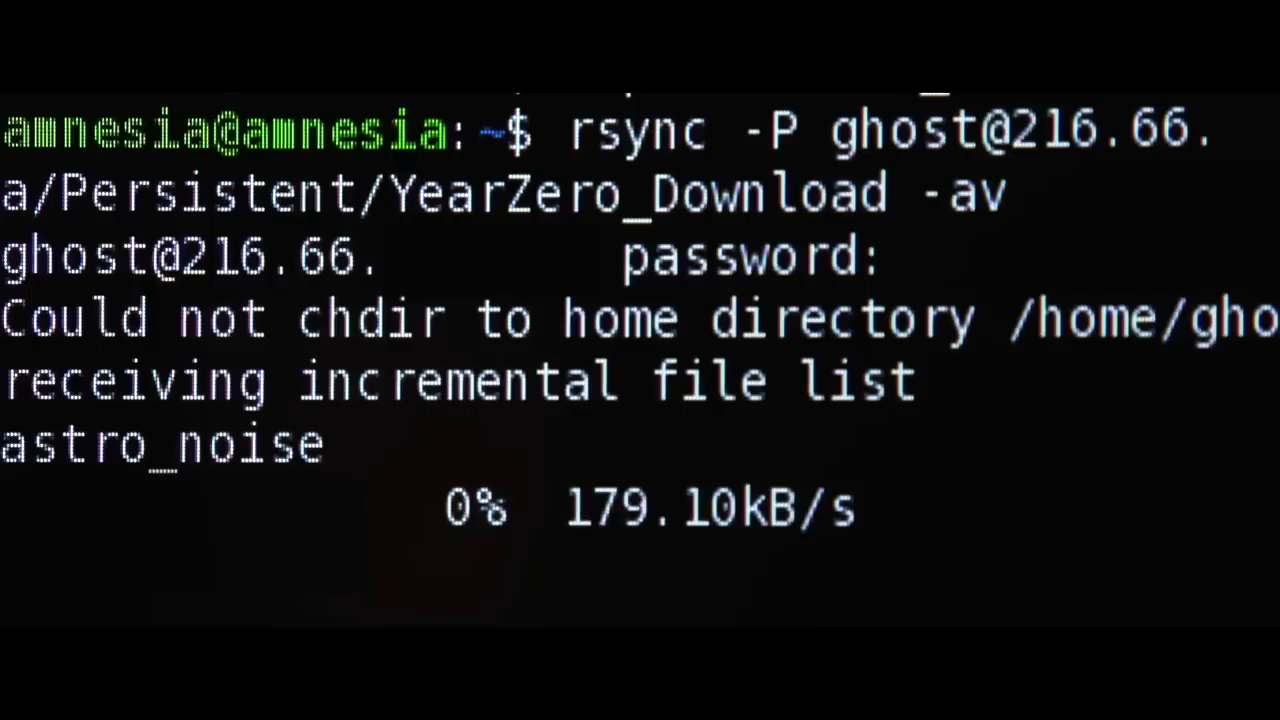 amnesia@amnesia:~$ rsync -P ghost@216.66.
a/Persistent/YearZero_Download -av
ghost@216.66. password:
Could not chdir to home directory /home/gho
receiving incremental file list
astro_noise
0% 179.10kB/s